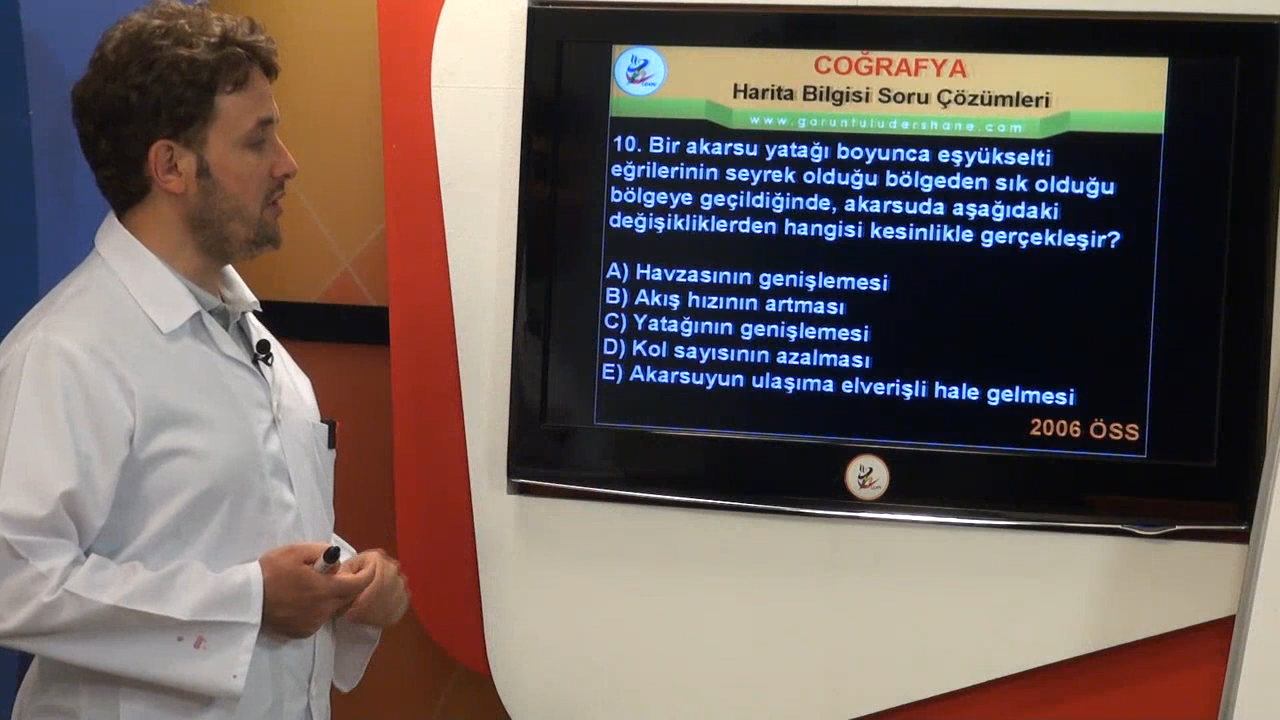 COĞRAFYA
Harita Bilgisi Soru Çözümleri
www.goruntuludershane.com
10. Bir akarsu yatağı boyunca eşyükselti
eğrilerinin seyrek olduğu bölgeden sık olduğu
bölgeye geçildiğinde, akarsuda aşağıdaki
değişikliklerden hangisi kesinlikle gerçekleşir?
A) Havzasının genişlemesi
B) Akış hızının artması
C) Yatağının genişlemesi
D) Kol sayısının azalması
E) Akarsuyun ulaşıma elverişli hale gelmesi
2006 ÖSS